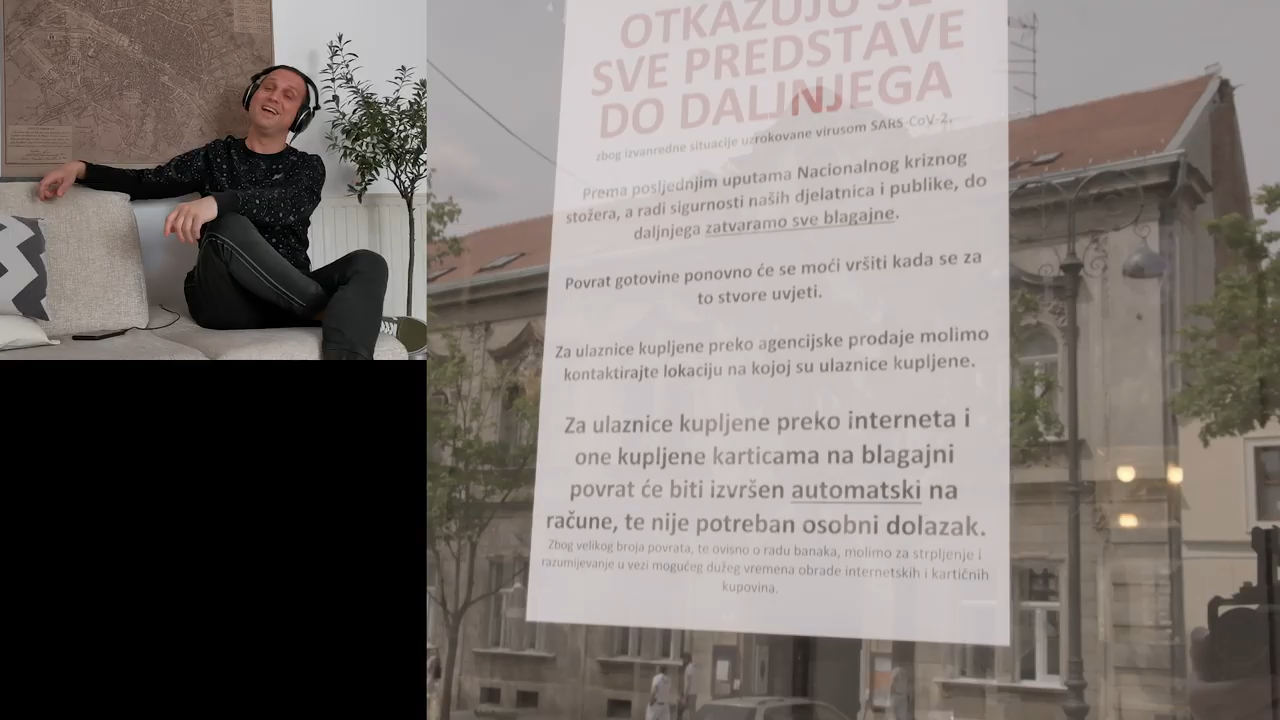 OTKAZUJU SE
SVE PREDSTAVE
DO DALJNJEGA
zbog izvanredne situacije uzrokovane virusom SARS-CoV-2.
Prema posljednjim uputama Nacionalnog kriznog
stožera, a radi sigurnosti naših djelatnica i publike, do
daljnjega zatvaramo sve blagajne.
Povrat gotovine ponovno će se moći vršiti kada se za
to stvore uvjeti.
Za ulaznice kupljene preko agencijske prodaje molimo
kontaktirajte lokaciju na kojoj su ulaznice kupljene.
Za ulaznice kupljene preko interneta i
one kupljene karticama na blagajni
povrat će biti izvršen automatski na
račune, te nije potreban osobni dolazak.
Zbog velikog broja povrata, te ovisno o radu banaka, molimo za strpljenje i
razumijevanje u vezi mogućeg dužeg vremena obrade internetskih i kartičnih
kupovina.